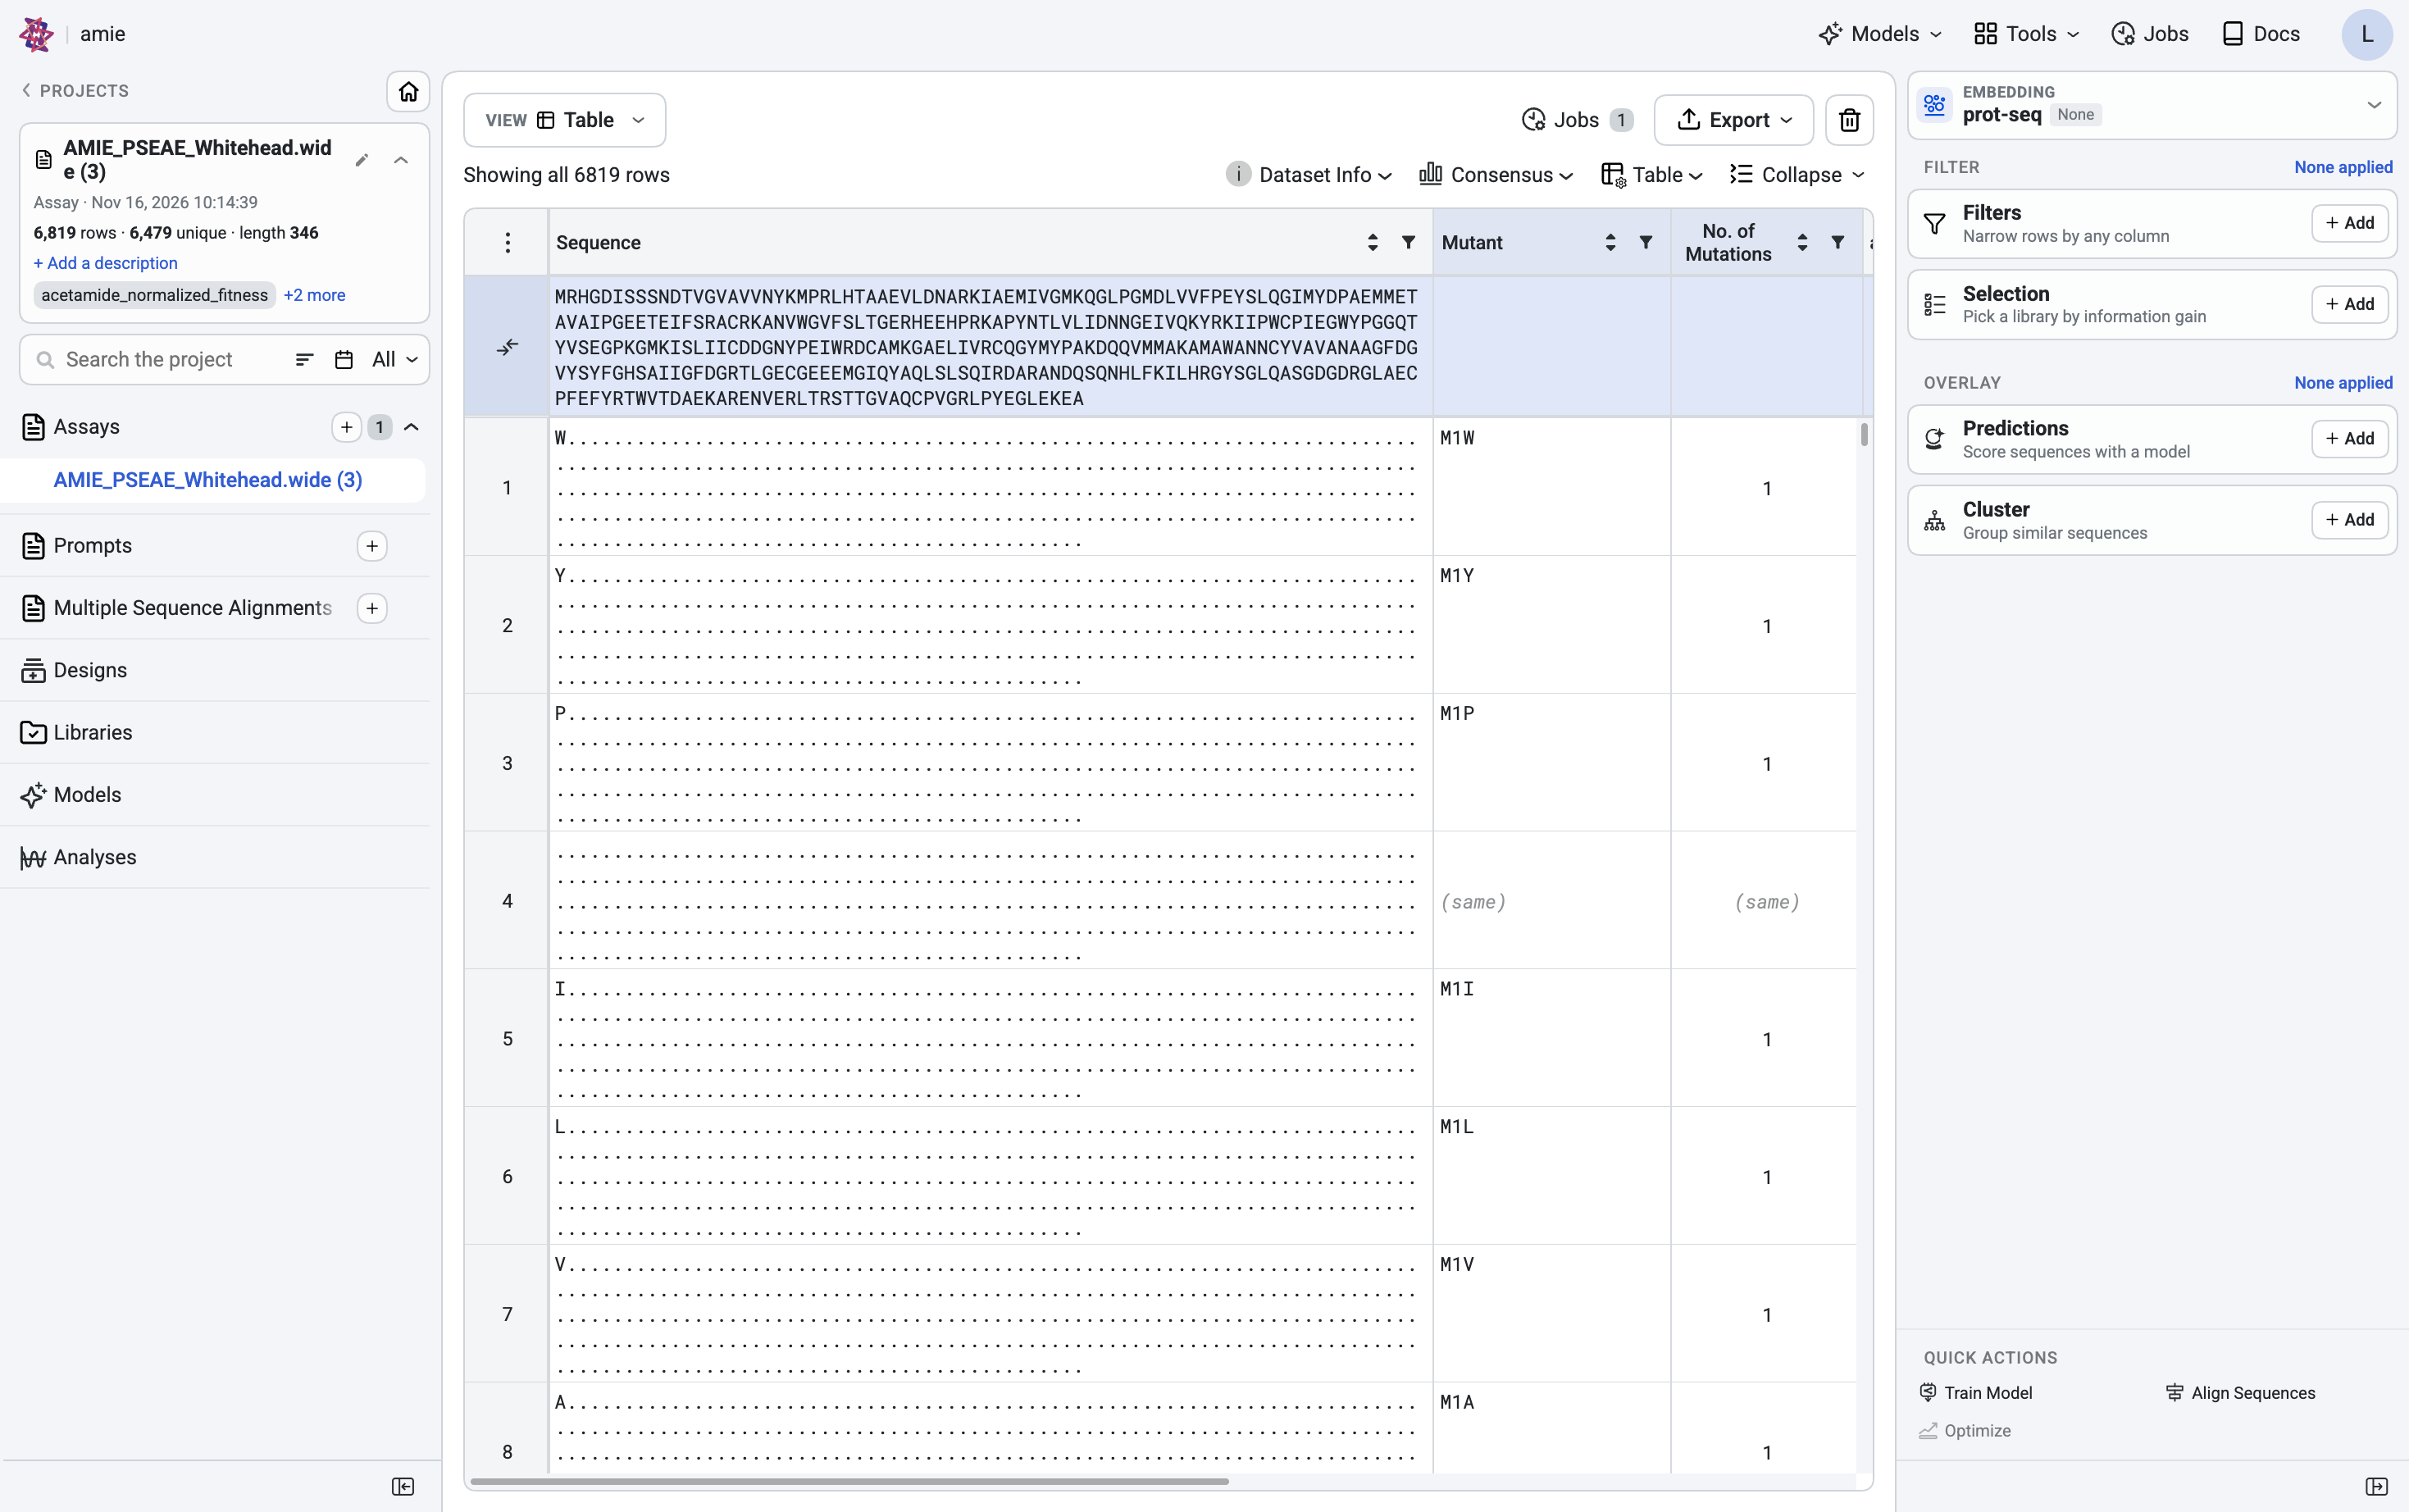 amie
Models
Tools
Jobs
Docs
L
PROJECTS
AMIE_PSEAE_Whitehead.wid
e (3)
Assay · Nov 16, 2026 10:14:39
6,819 rows · 6,479 unique · length 346
+ Add a description
acetamide_normalized_fitness +2 more
Search the project
All
Assays
1
AMIE_PSEAE_Whitehead.wide (3)
Prompts
Multiple Sequence Alignments
Designs
Libraries
Models
Analyses
VIEW Table
Jobs 1
Export
Showing all 6819 rows
Dataset Info
Consensus
Table
Collapse
Sequence
Mutant
No. of
Mutations
MRHGDISSSNDTVGVAVVNYKMPRLHTAAEVLDNARKIAEMIVGMKQGLPGMDLVVFPEYSLQGIMYDPAEMMET
AVAIPGEETEIFSRACRKANVWGVFSLTGERHEEHPRKAPYNTLVLIDNNGEIVQKYRKIIPWCPIEGWYPGGQT
YVSEGPKGMKISLIICDDGNYPEIWRDCAMKGAELIVRCQGYMYPAKDQQVMMAKAMAWANNCYVAVANAAGFDG
VYSYFGHSAIIGFDGRTLGECGEEEMGIQYAQLSLSQIRDARANDQSQNHLFKILHRGYSGLQASGDGDRGLAEC
PFEFYRTWVTDAEKARENVERLTRSTTGVAQCPVGRLPYEGLEKEA
1
W
M1W
1
2
Y
M1Y
1
3
P
M1P
1
4
(same)
(same)
5
I
M1I
1
6
L
M1L
1
7
V
M1V
1
8
A
M1A
1
EMBEDDING
prot-seq None
FILTER
None applied
Filters
Narrow rows by any column
+ Add
Selection
Pick a library by information gain
+ Add
OVERLAY
None applied
Predictions
Score sequences with a model
+ Add
Cluster
Group similar sequences
+ Add
QUICK ACTIONS
Train Model
Align Sequences
Optimize